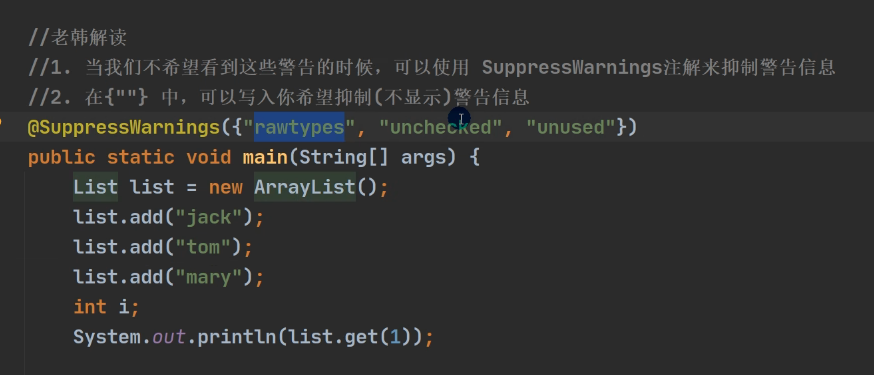 //老韩解读
//1. 当我们不希望看到这些警告的时候，可以使用 SuppressWarnings注解来抑制警告信息
//2. 在{""} 中，可以写入你希望抑制(不显示)警告信息
@SuppressWarnings({"rawtypes", "unchecked", "unused"})
public static void main(String[] args) {
List list = new ArrayList();
list.add("jack");
list.add("tom");
list.add("mary");
int i;
System.out.println(list.get(1));